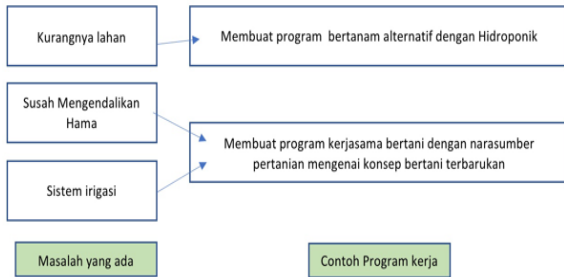 Kurangnya lahan
Membuat program bertanam alternatif dengan Hidroponik
Susah Mengendalikan
Hama
Membuat program kerjasama bertani dengan narasumber
pertanian mengenai konsep bertani terbarukan
Sistem irigasi
Masalah yang ada
Contoh Program kerja